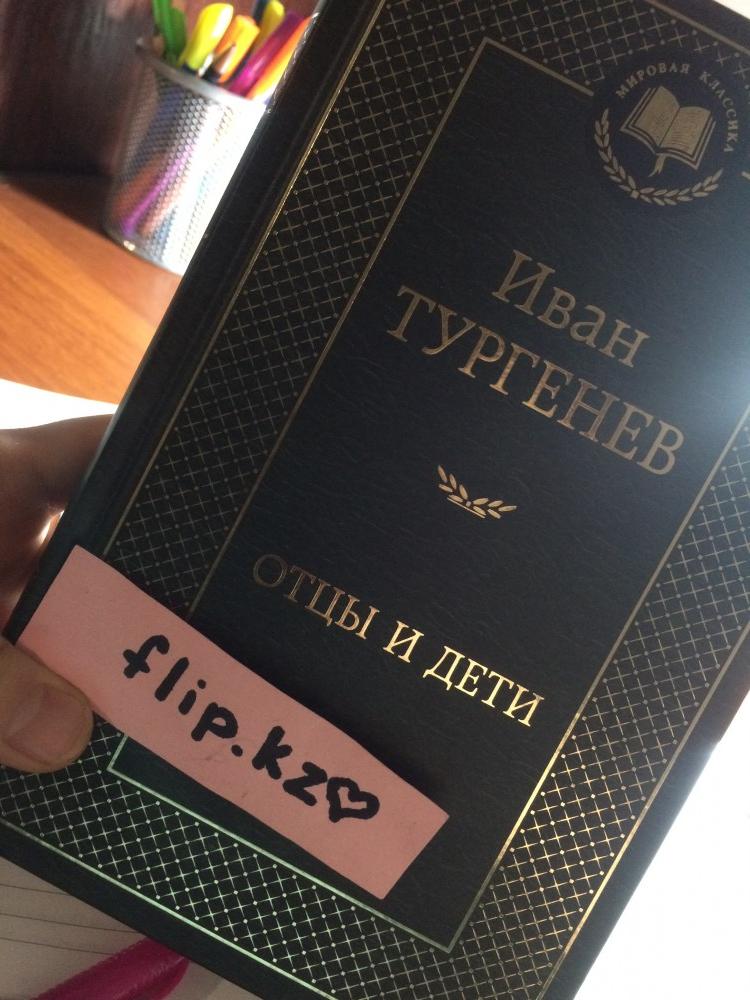 МИРОВАЯ КЛАССИКА
Иван
ТУРГЕНЕВ
ОТЦЫ И ДЕТИ
flip.kz♡